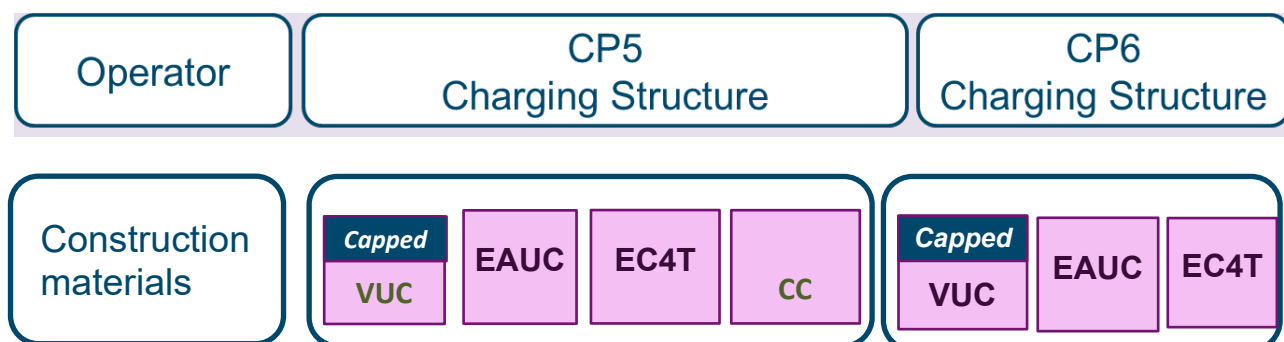 Operator
CP5
Charging Structure
CP6
Charging Structure
Construction
materials
Capped
VUC
EAUC
EC4T
CC
Capped
VUC
EAUC
EC4T